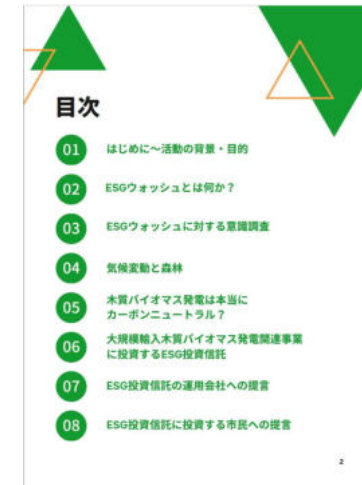 目次
01 はじめに~活動の背景・目的
02 ESGウォッシュとは何か？
03 ESGウォッシュに対する意識調査
04 気候変動と森林
05 木質バイオマス発電は本当に
カーボンニュートラル？
06 大規模輸入木質バイオマス発電関連事業
に投資するESG投資信託
07 ESG投資信託の運用会社への提言
08 ESG投資信託に投資する市民への提言
2